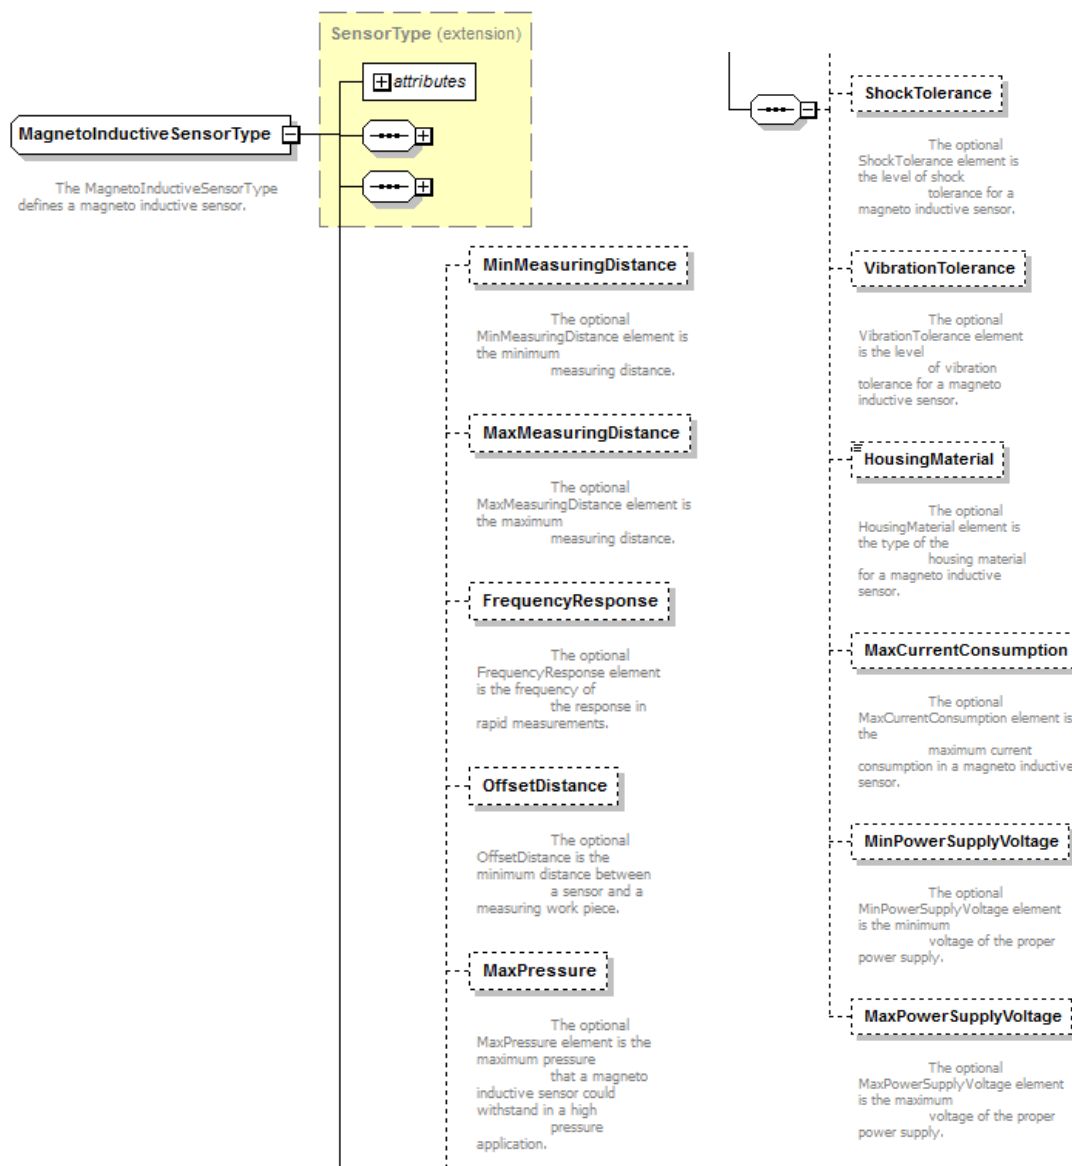 SensorType (extension)
attributes
MagnetoInductiveSensorType
The MagnetoInductiveSensorType
defines a magneto inductive sensor.
MinMeasuringDistance
The optional
MinMeasuringDistance element is
the minimum
measuring distance.
MaxMeasuringDistance
The optional
MaxMeasuringDistance element is
the maximum
measuring distance.
FrequencyResponse
The optional
FrequencyResponse element
is the frequency of
the response in
rapid measurements.
OffsetDistance
The optional
OffsetDistance is the
minimum distance between
a sensor and a
measuring work piece.
MaxPressure
The optional
MaxPressure element is the
maximum pressure
that a magneto
inductive sensor could
withstand in a high
pressure
application.
ShockTolerance
The optional
ShockTolerance element is
the level of shock
tolerance for a
magneto inductive sensor.
VibrationTolerance
The optional
VibrationTolerance element
is the level
of vibration
tolerance for a magneto
inductive sensor.
HousingMaterial
The optional
HousingMaterial element is
the type of the
housing material
for a magneto inductive
sensor.
MaxCurrentConsumption
The optional
MaxCurrentConsumption element is
the
maximum current
consumption in a magneto inductive
sensor.
MinPowerSupplyVoltage
The optional
MinPowerSupplyVoltage element
is the minimum
voltage of the proper
power supply.
MaxPowerSupplyVoltage
The optional
MaxPowerSupplyVoltage element
is the maximum
voltage of the proper
power supply.